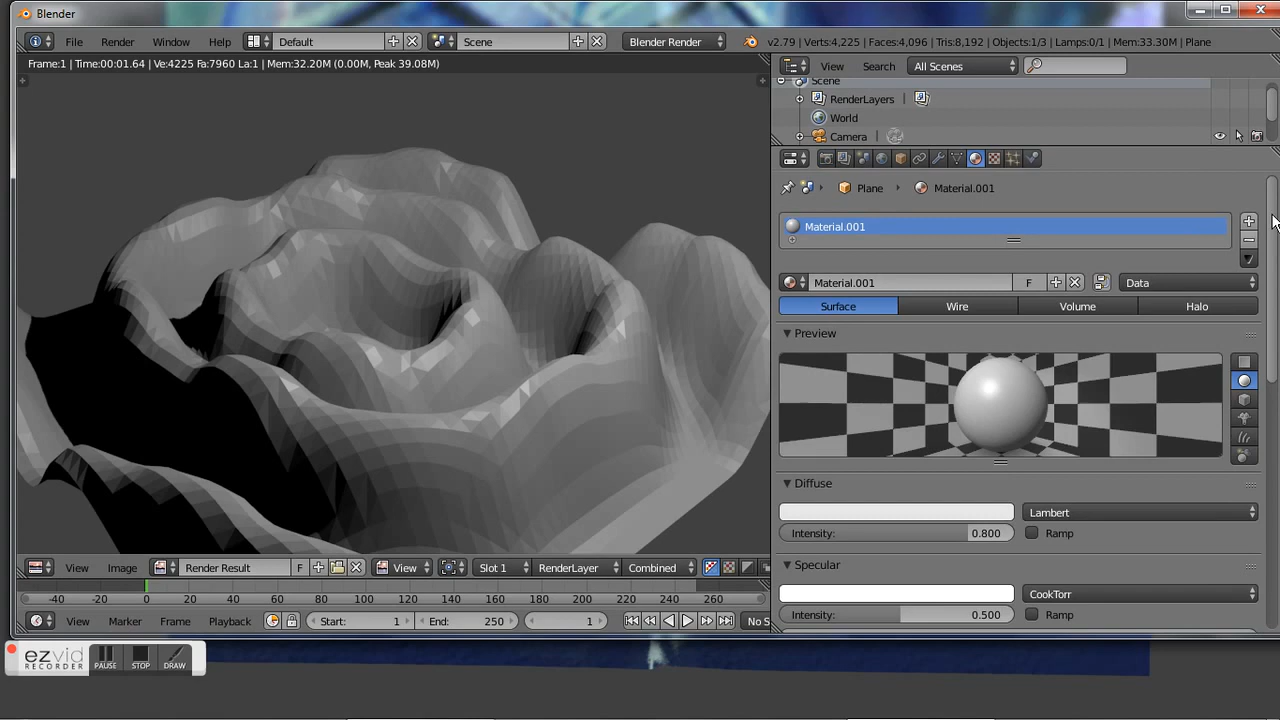 Blender
File Render Window Help Default Scene Blender Render v2.79 | Verts:4,225 | Faces:4,096 | Tris:8,192 | Objects:1/3 | Lamps:0/1 | Mem:33.30M | Plane
Frame:1 | Time:00:01.64 | Ve:4225 Fa:7960 La:1 | Mem:32.20M (0.00M, Peak 39.08M)
View Search All Scenes
Scene
RenderLayers |
World
Camera |
Plane Material.001
Material.001
Material.001 F Data
Surface Wire Volume Halo
Preview
Diffuse
Lambert
Intensity: 0.800 Ramp
Specular
CookTorr
Intensity: 0.500 Ramp
View Image Render Result F View Slot 1 RenderLayer Combined
-40 -20 0 20 40 60 80 100 120 140 160 180 200 220 240 260
View Marker Frame Playback Start: 1 End: 250 1 No S
ezvid
RECORDER
PAUSE STOP DRAW